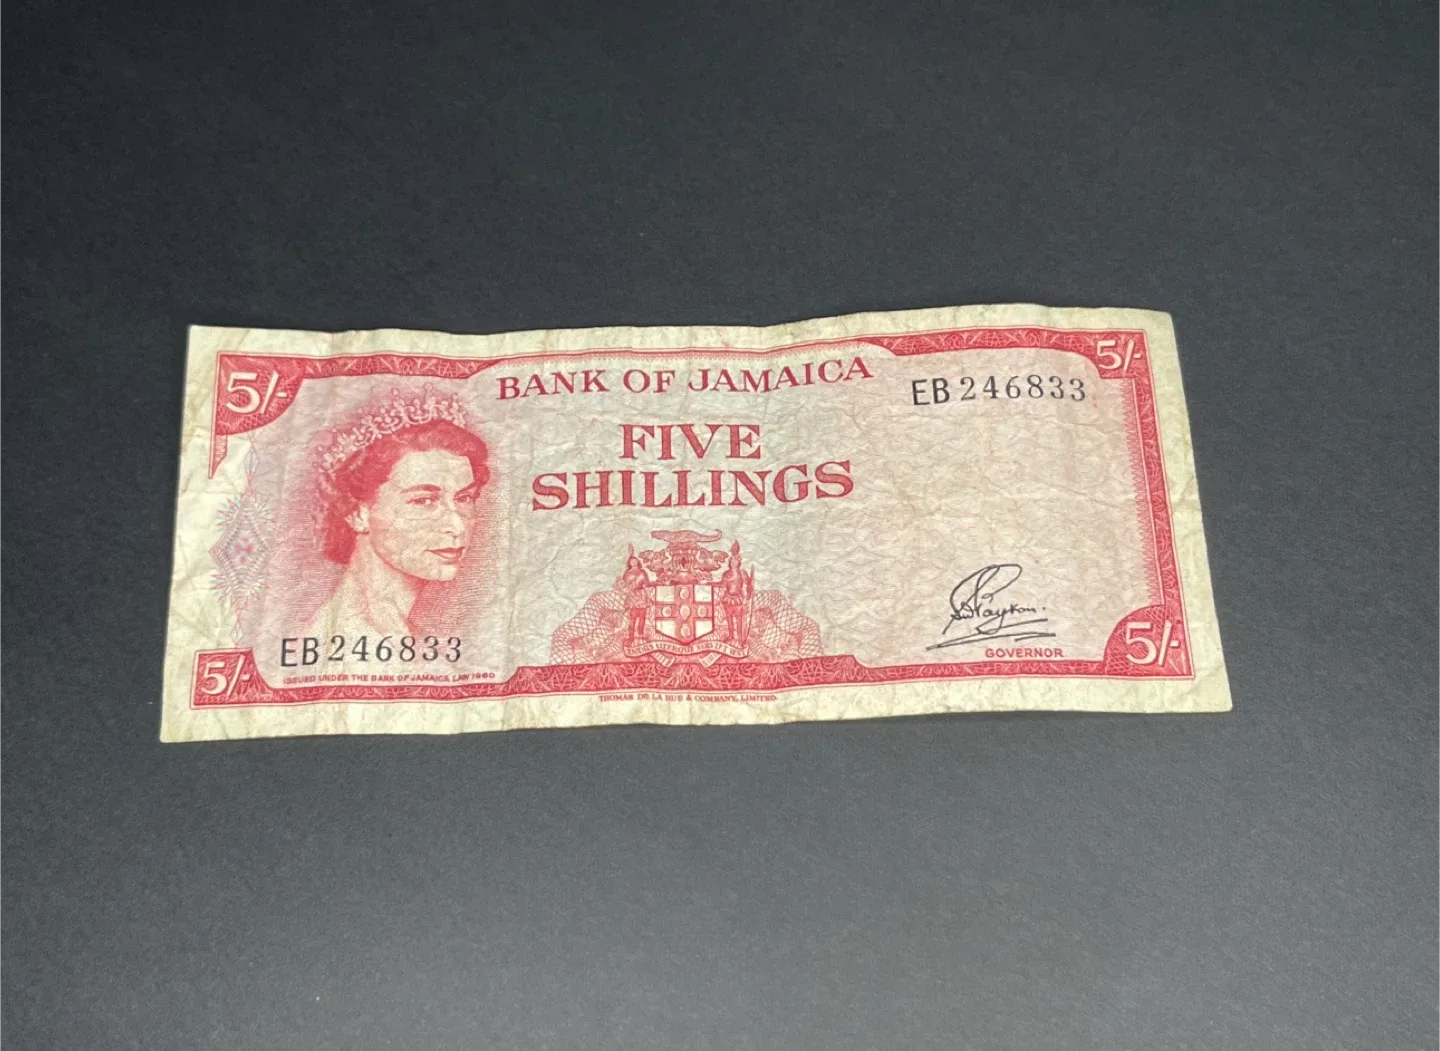 5/-
BANK OF JAMAICA
5/-
EB 246833
FIVE
SHILLINGS
EB 246833
GOVERNOR
5/-
5/-
ISSUED UNDER THE BANK OF JAMAICA LAW 1960
THOMAS DE LA RUE & COMPANY, LIMITED.